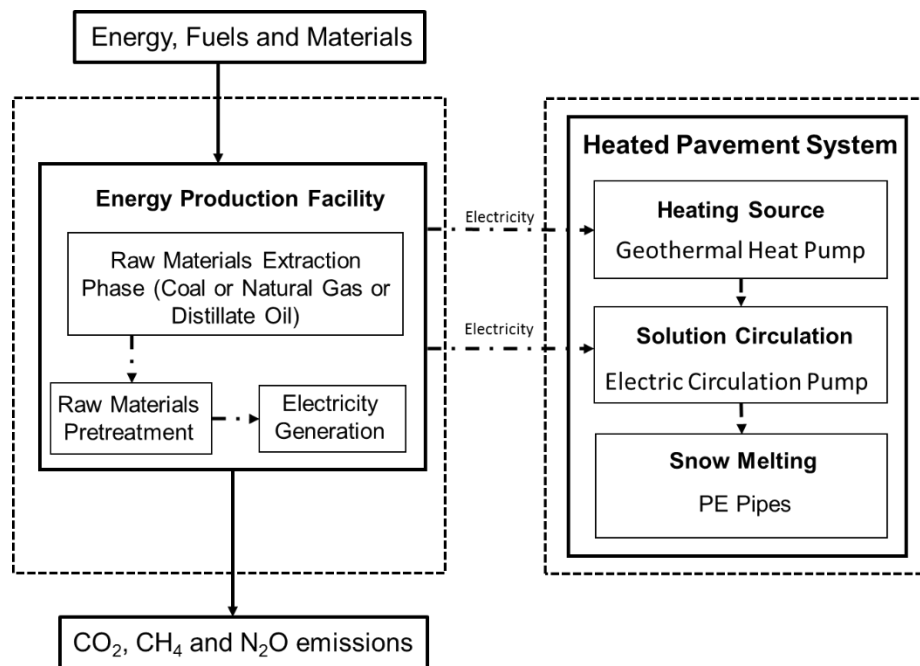 Energy, Fuels and Materials
Energy Production Facility
Raw Materials Extraction
Phase (Coal or Natural Gas or
Distillate Oil)
Raw Materials
Pretreatment
Electricity
Generation
CO₂, CH₄ and N₂O emissions
Electricity
Electricity
Heated Pavement System
Heating Source
Geothermal Heat Pump
Solution Circulation
Electric Circulation Pump
Snow Melting
PE Pipes